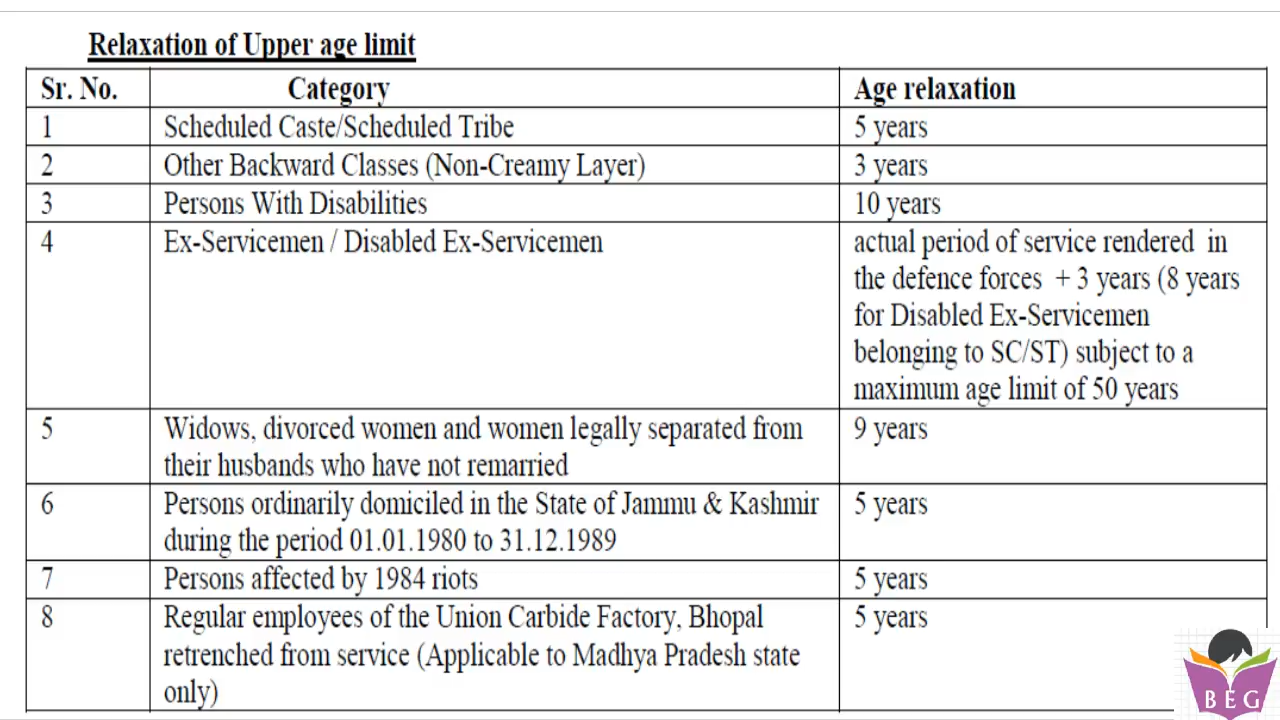 Relaxation of Upper age limit
Sr. No. Category Age relaxation
1 Scheduled Caste/Scheduled Tribe 5 years
2 Other Backward Classes (Non-Creamy Layer) 3 years
3 Persons With Disabilities 10 years
4 Ex-Servicemen / Disabled Ex-Servicemen actual period of service rendered in
the defence forces + 3 years (8 years
for Disabled Ex-Servicemen
belonging to SC/ST) subject to a
maximum age limit of 50 years
5 Widows, divorced women and women legally separated from 9 years
their husbands who have not remarried
6 Persons ordinarily domiciled in the State of Jammu & Kashmir 5 years
during the period 01.01.1980 to 31.12.1989
7 Persons affected by 1984 riots 5 years
8 Regular employees of the Union Carbide Factory, Bhopal 5 years
retrenched from service (Applicable to Madhya Pradesh state
only)
BEG